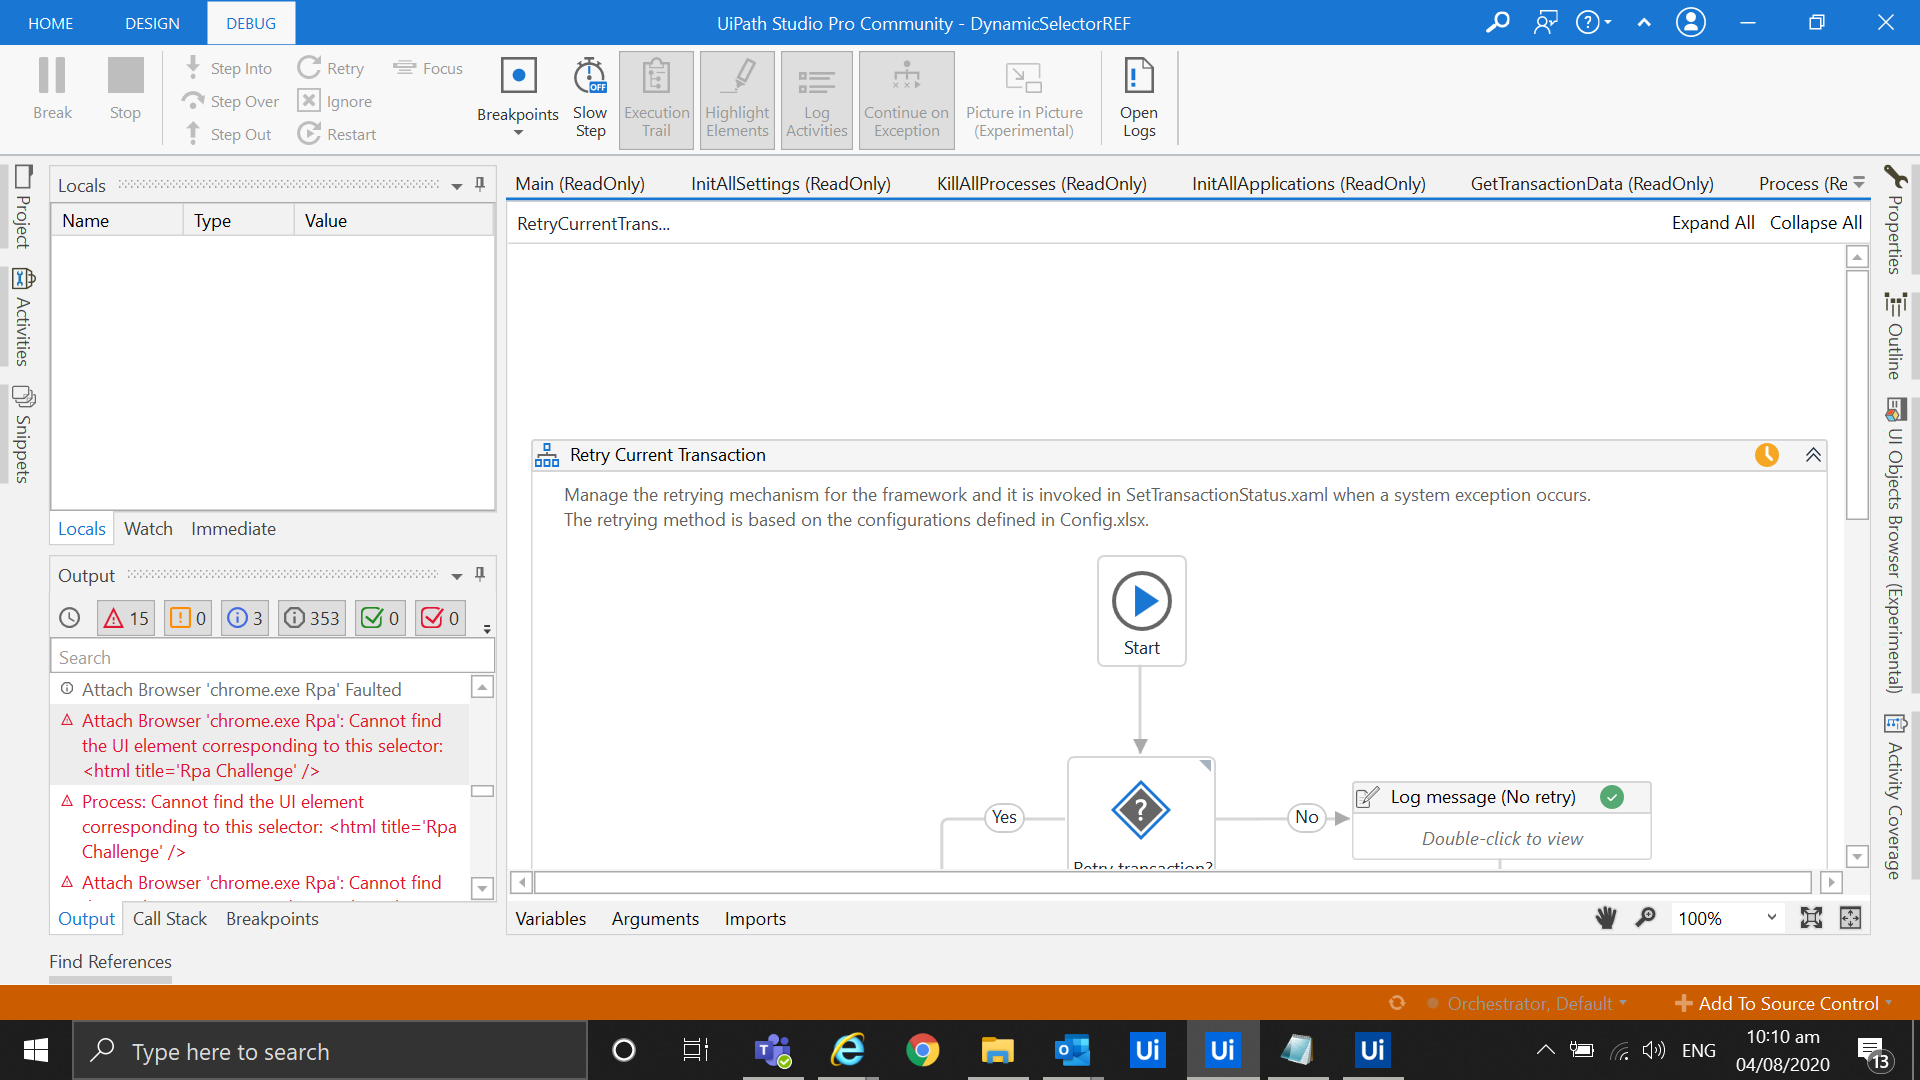 HOME
DESIGN
DEBUG
UiPath Studio Pro Community - DynamicSelectorREF
Break
Stop
Step Into
Step Over
Step Out
Retry
Ignore
Restart
Focus
Breakpoints
Slow
Step
OFF
Execution
Trail
Highlight
Elements
Log
Activities
Continue on
Exception
Picture in Picture
(Experimental)
Open
Logs
Project
Activities
Snippets
Locals
Name
Type
Value
Locals
Watch
Immediate
Output
15
0
3
353
0
0
Search
Attach Browser 'chrome.exe Rpa' Faulted
Attach Browser 'chrome.exe Rpa': Cannot find
the UI element corresponding to this selector:
<html title='Rpa Challenge' />
Process: Cannot find the UI element
corresponding to this selector: <html title='Rpa
Challenge' />
Attach Browser 'chrome.exe Rpa': Cannot find
Output
Call Stack
Breakpoints
Find References
Main (ReadOnly)
InitAllSettings (ReadOnly)
KillAllProcesses (ReadOnly)
InitAllApplications (ReadOnly)
GetTransactionData (ReadOnly)
Process (Re
RetryCurrentTrans...
Expand All
Collapse All
Retry Current Transaction
Manage the retrying mechanism for the framework and it is invoked in SetTransactionStatus.xaml when a system exception occurs.
The retrying method is based on the configurations defined in Config.xlsx.
Start
Yes
No
Retry transaction?
Log message (No retry)
Double-click to view
Variables
Arguments
Imports
100%
Properties
Outline
UI Objects Browser (Experimental)
Activity Coverage
Orchestrator, Default
Add To Source Control
Type here to search
Ui
Ui
Ui
ENG
10:10 am
04/08/2020
13